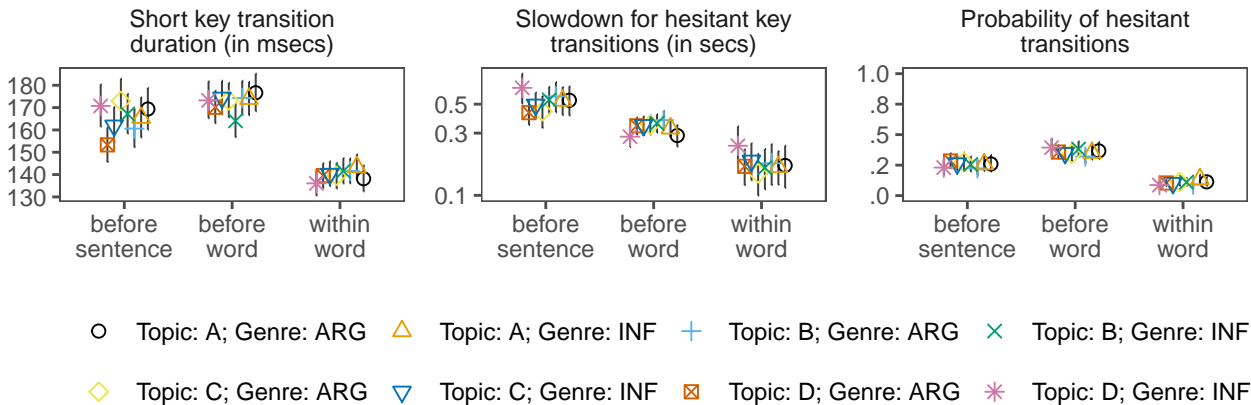 Short key transition
duration (in msecs)
180
170
160
150
140
130
before
sentence
before
word
within
word
Slowdown for hesitant key
transitions (in secs)
0.5
0.3
0.1
before
sentence
before
word
within
word
Probability of hesitant
transitions
1.0
.8
.5
.2
.0
before
sentence
before
word
within
word
Topic: A; Genre: ARG
Topic: A; Genre: INF
Topic: B; Genre: ARG
Topic: B; Genre: INF
Topic: C; Genre: ARG
Topic: C; Genre: INF
Topic: D; Genre: ARG
Topic: D; Genre: INF